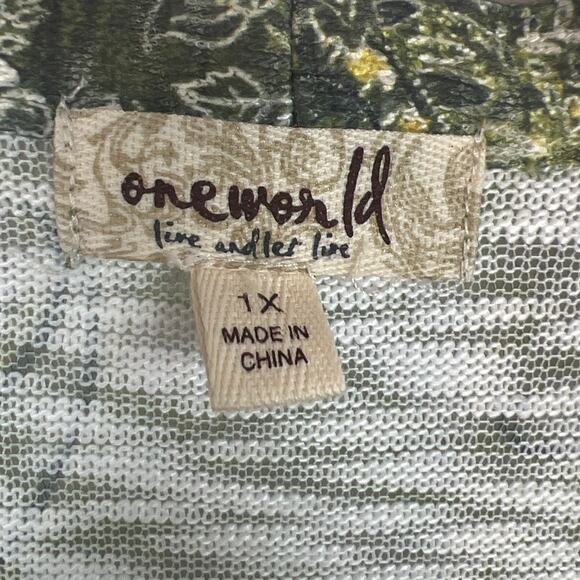 oneworld
live and let live
1X
MADE IN
CHINA